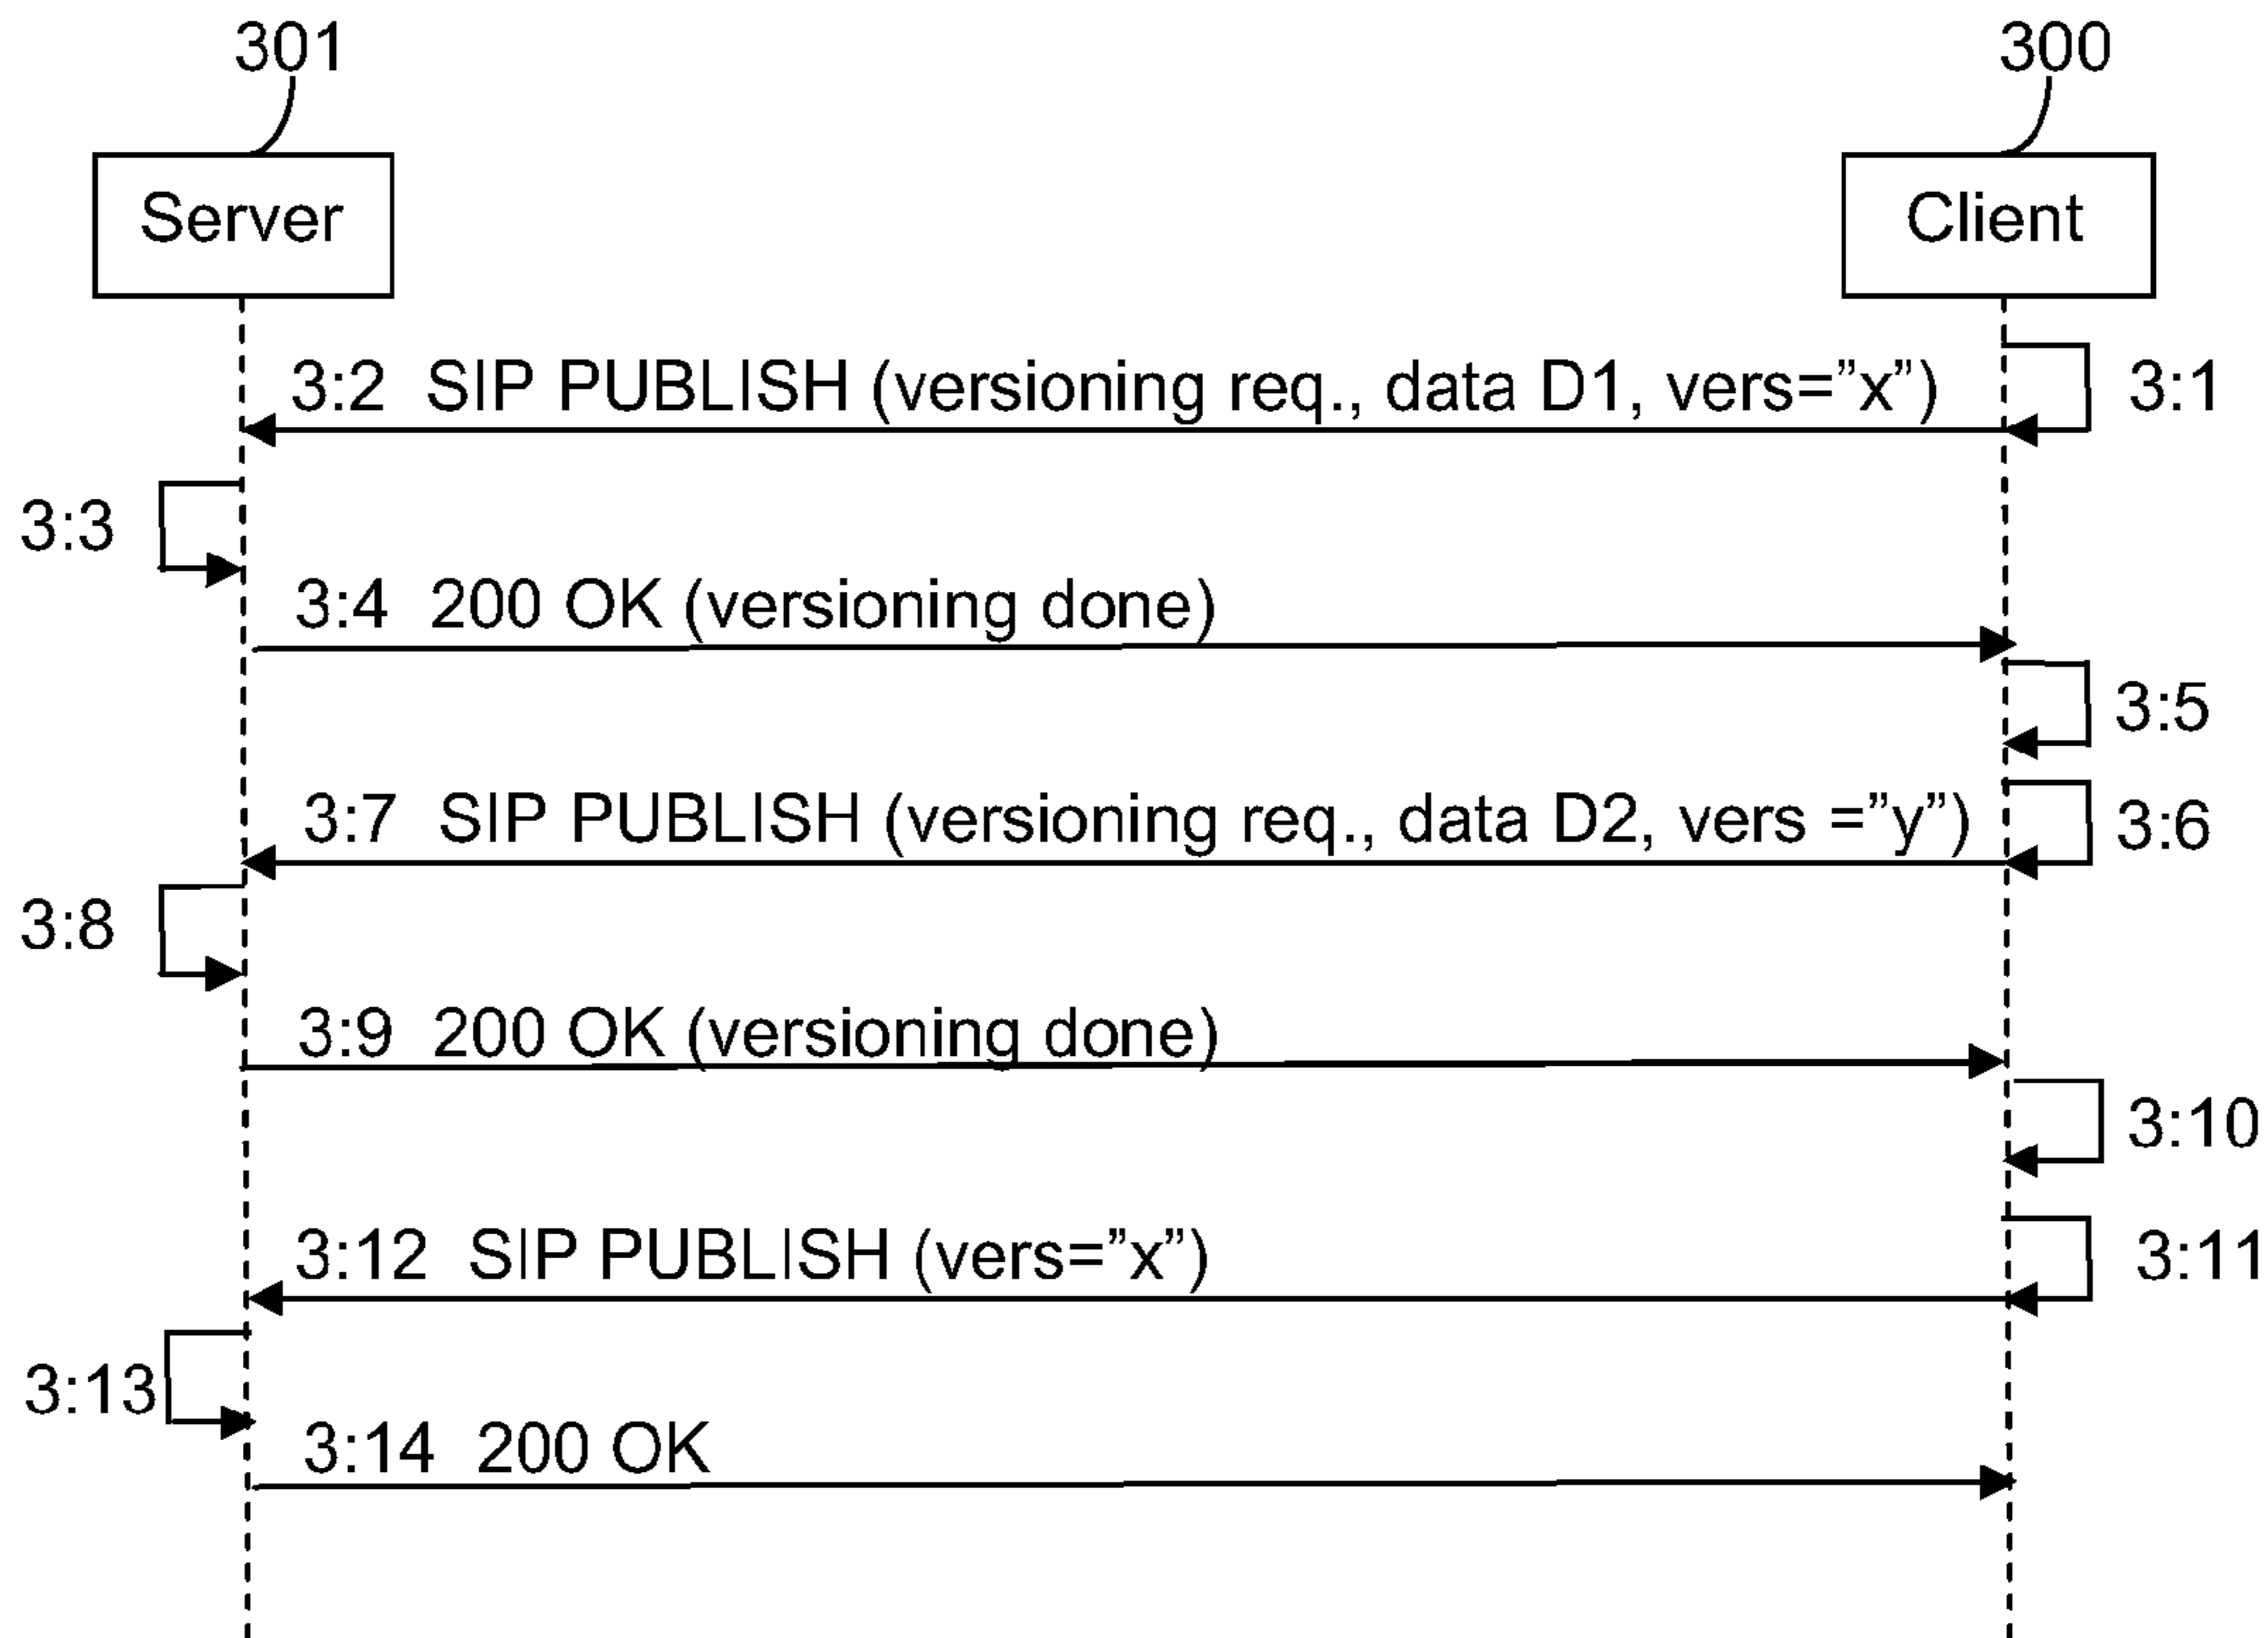 301
300
Server
Client
3:2 SIP PUBLISH (versioning req., data D1, vers=”x”)
3:1
3:3
3:4 200 OK (versioning done)
3:5
3:7 SIP PUBLISH (versioning req., data D2, vers =”y”)
3:6
3:8
3:9 200 OK (versioning done)
3:10
3:12 SIP PUBLISH (vers=”x”)
3:11
3:13
3:14 200 OK